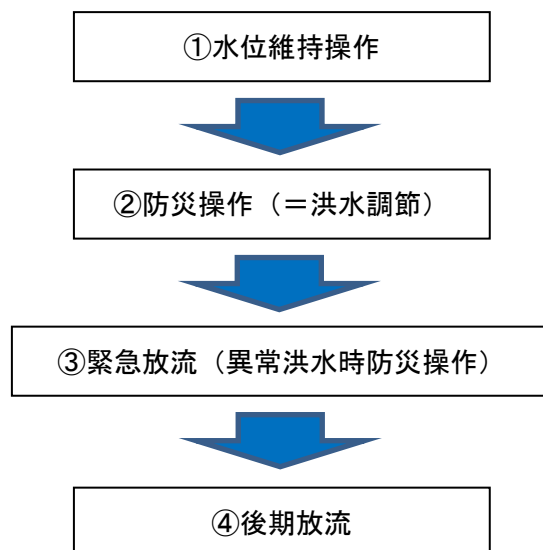 ①水位維持操作
②防災操作（＝洪水調節）
③緊急放流（異常洪水時防災操作）
④後期放流